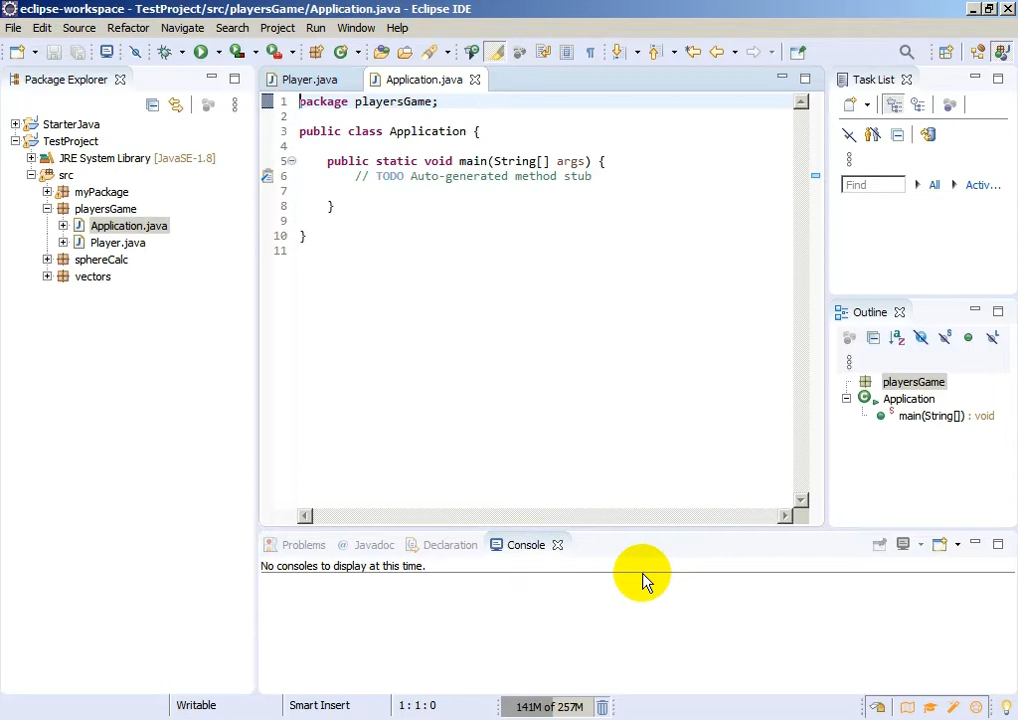 eclipse-workspace - TestProject/src/playersGame/Application.java - Eclipse IDE
File Edit Source Refactor Navigate Search Project Run Window Help
Package Explorer
StarterJava
TestProject
JRE System Library [JavaSE-1.8]
src
myPackage
playersGame
Application.java
Player.java
sphereCalc
vectors
Player.java Application.java
1 package playersGame;
2
3 public class Application {
4
5 public static void main(String[] args) {
6 // TODO Auto-generated method stub
7
8 }
9
10 }
11
Task List
Find All Activ...
Outline
playersGame
Application
main(String[]) : void
Problems @ Javadoc Declaration Console
No consoles to display at this time.
Writable Smart Insert 1 : 1 : 0 141M of 257M